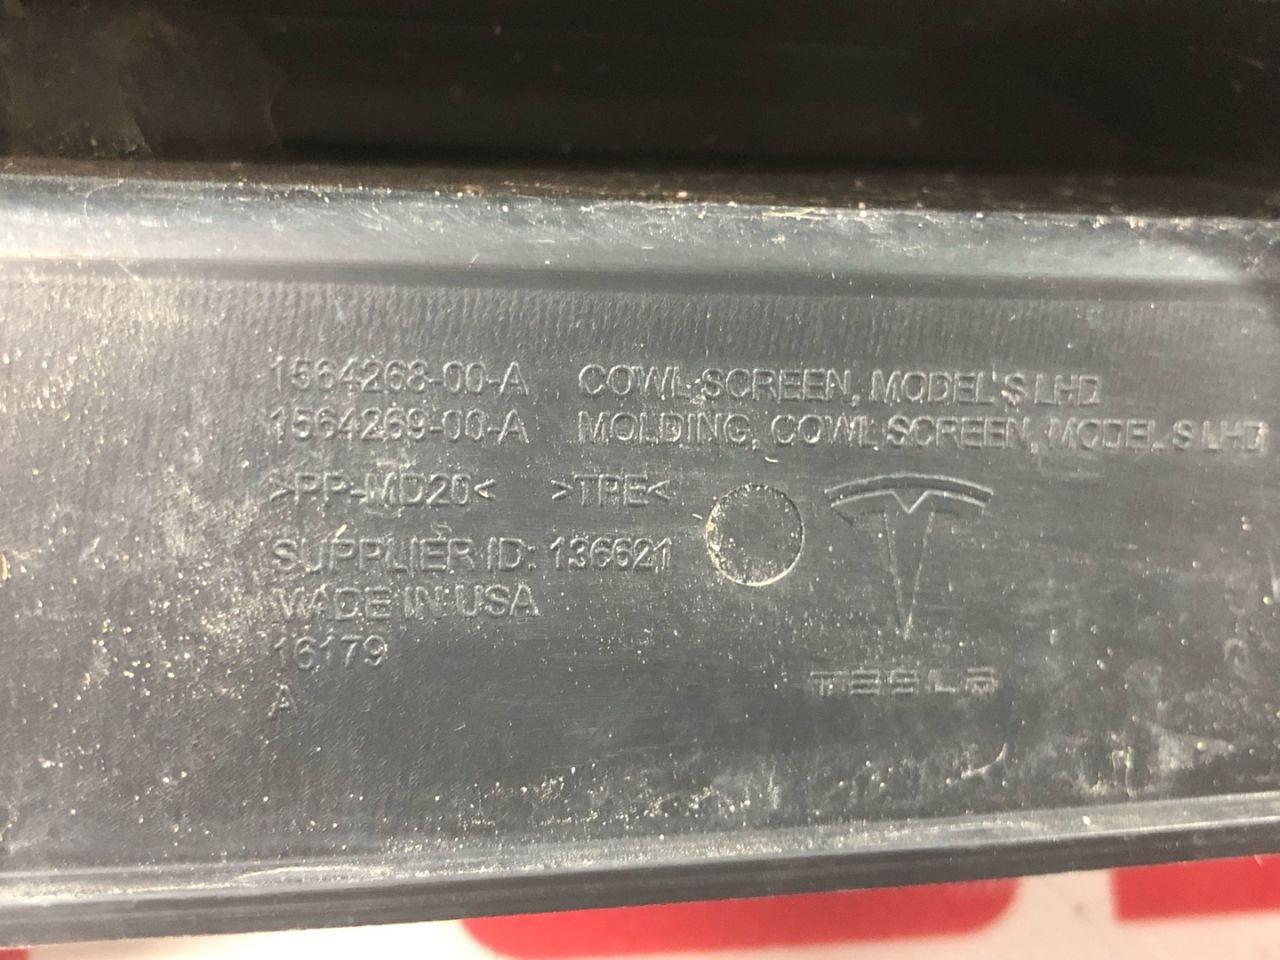 1564268-00-A COWL SCREEN, MODEL S LHD
1564269-00-A MOLDING, COWL SCREEN, MODEL S LHD
>PP-MD20< >TPE<
SUPPLIER ID: 136621
MADE IN USA
16179
A
TESLA